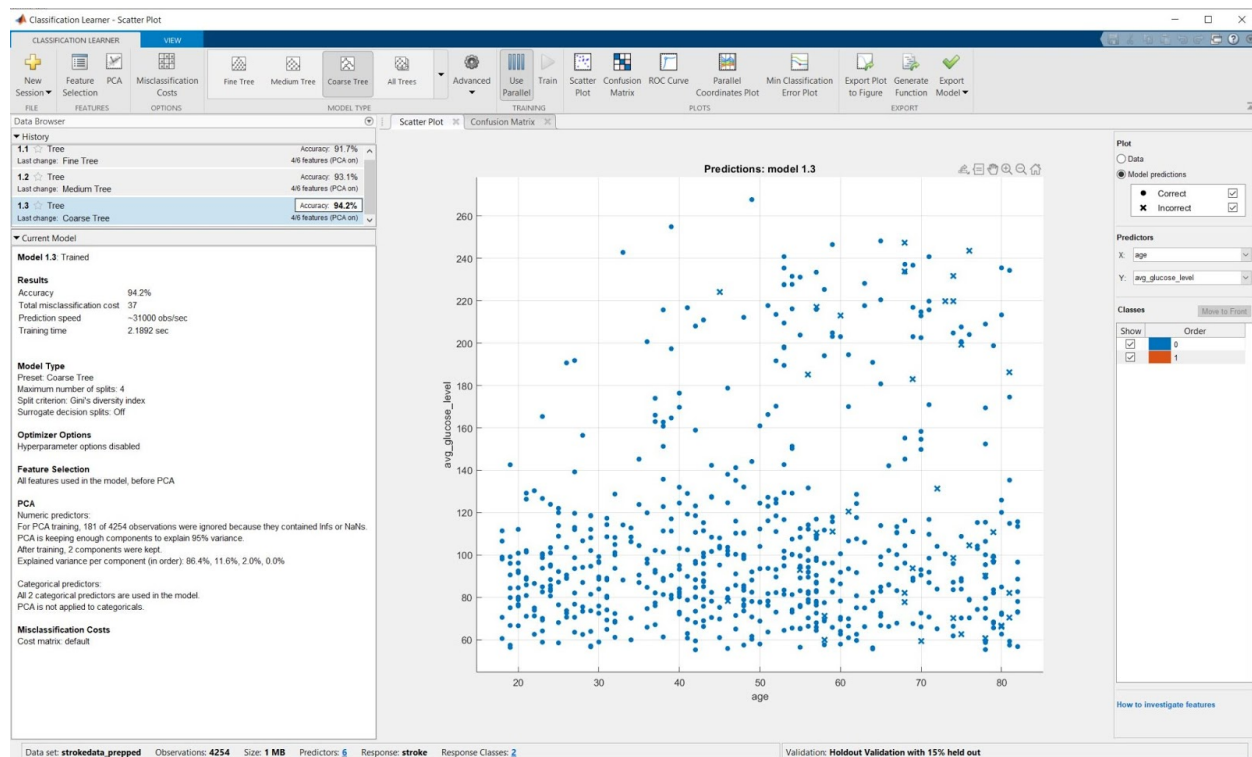 Classification Learner - Scatter Plot
CLASSIFICATION LEARNER VIEW
New Session
Feature Selection
PCA
Misclassification Costs
Fine Tree
Medium Tree
Coarse Tree
All Trees
Advanced
Use Parallel
Train
Scatter Plot
Confusion Matrix
ROC Curve
Parallel Coordinates Plot
Min Classification Error Plot
Export Plot to Figure
Generate Function
Export Model
FILE FEATURES OPTIONS MODEL TYPE TRAINING PLOTS EXPORT
Data Browser
History
1.1 Tree Accuracy: 91.7%
Last change: Fine Tree 4/6 features (PCA on)
1.2 Tree Accuracy: 93.1%
Last change: Medium Tree 4/6 features (PCA on)
1.3 Tree Accuracy: 94.2%
Last change: Coarse Tree 4/6 features (PCA on)
Current Model
Model 1.3: Trained
Results
Accuracy 94.2%
Total misclassification cost 37
Prediction speed ~31000 obs/sec
Training time 2.1892 sec
Model Type
Preset: Coarse Tree
Maximum number of splits: 4
Split criterion: Gini's diversity index
Surrogate decision splits: Off
Optimizer Options
Hyperparameter options disabled
Feature Selection
All features used in the model, before PCA
PCA
Numeric predictors:
For PCA training, 181 of 4254 observations were ignored because they contained Infs or NaNs.
PCA is keeping enough components to explain 95% variance.
After training, 2 components were kept.
Explained variance per component (in order): 86.4%, 11.6%, 2.0%, 0.0%
Categorical predictors:
All 2 categorical predictors are used in the model.
PCA is not applied to categoricals.
Misclassification Costs
Cost matrix: default
Scatter Plot Confusion Matrix
Predictions: model 1.3
260
240
220
200
180
160
140
120
100
80
60
avg_glucose_level
20 30 40 50 60 70 80
age
Plot
Data
Model predictions
Correct
Incorrect
Predictors
X: age
Y: avg_glucose_level
Classes Move to Front
Show Order
0
1
How to investigate features
Data set: strokedata_prepped Observations: 4254 Size: 1 MB Predictors: 6 Response: stroke Response Classes: 2
Validation: Holdout Validation with 15% held out